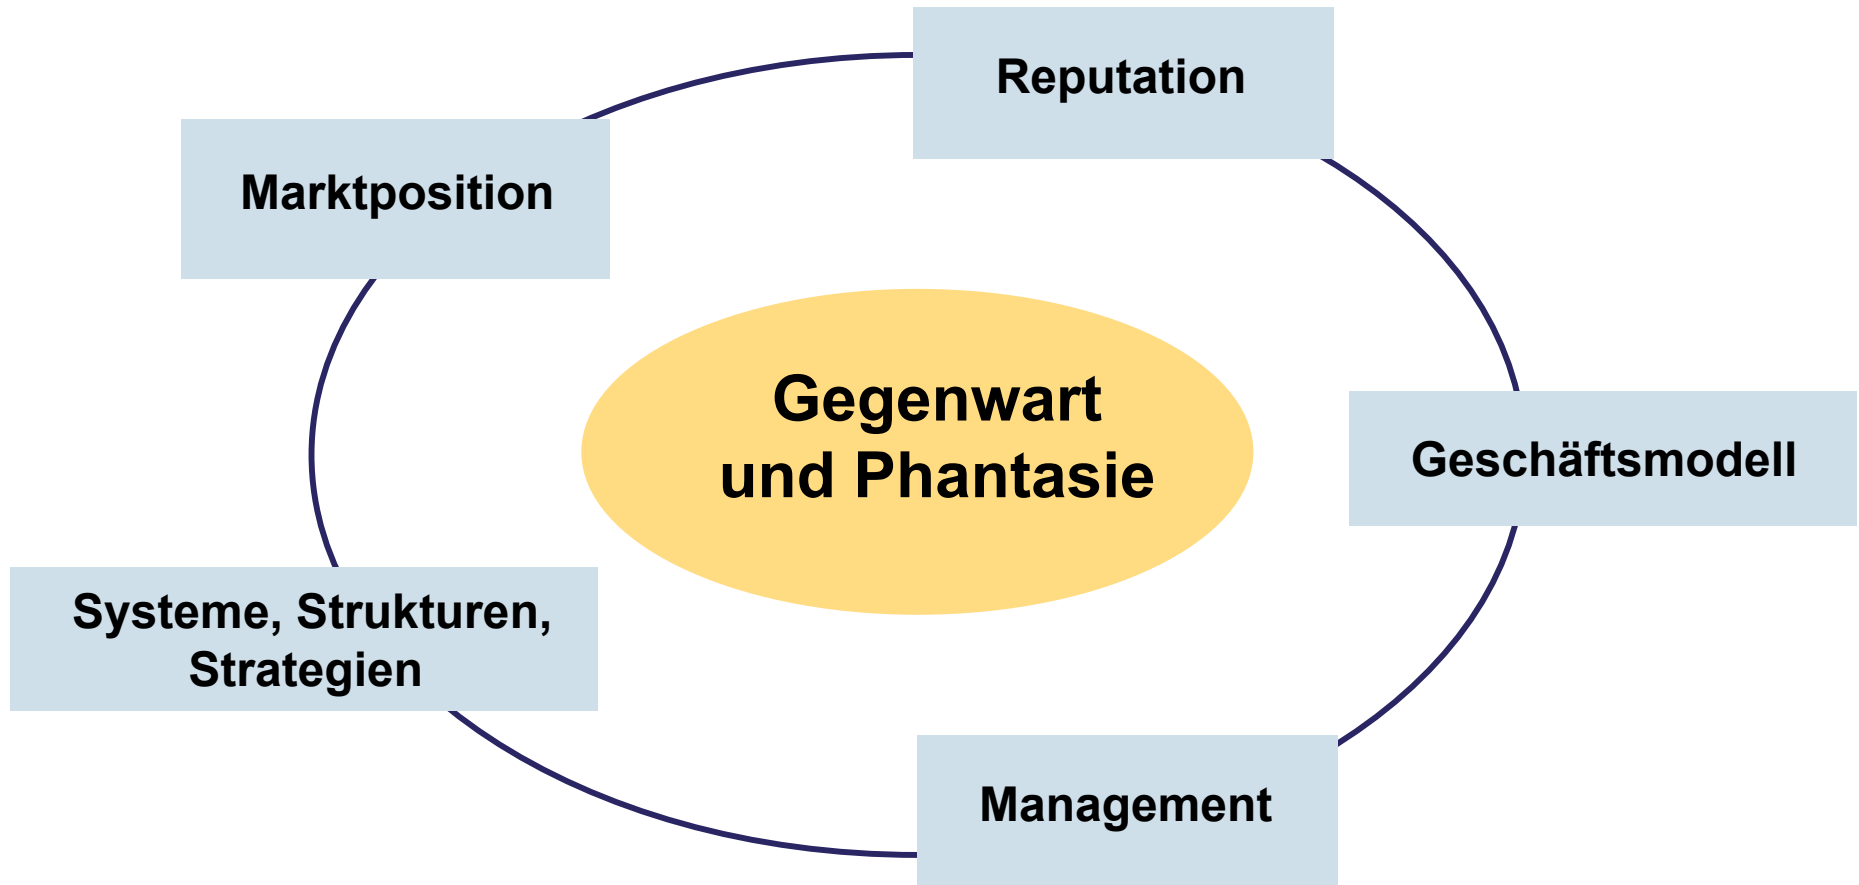 Reputation
Marktposition
Gegenwart
und Phantasie
Geschäftsmodell
Systeme, Strukturen,
Strategien
Management